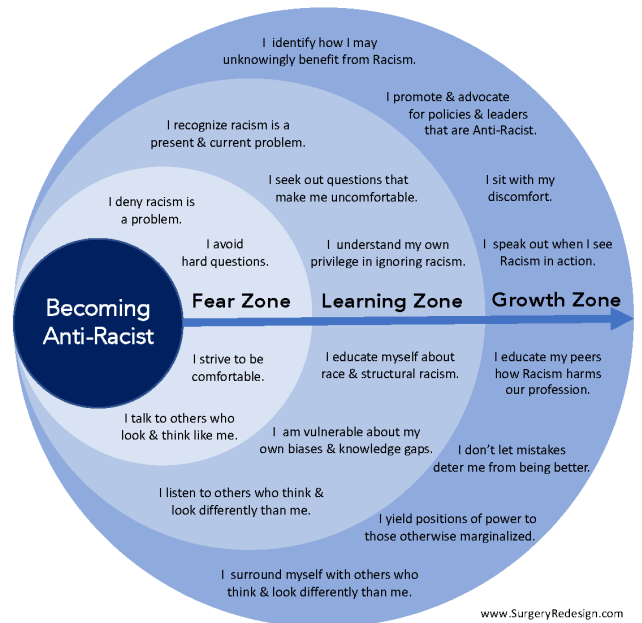 I identify how I may
unknowingly benefit from Racism.
I promote & advocate
for policies & leaders
that are Anti-Racist.
I recognize racism is a
present & current problem.
I seek out questions that
make me uncomfortable.
I sit with my
discomfort.
I deny racism is
a problem.
I avoid
hard questions.
I understand my own
privilege in ignoring racism.
I speak out when I see
Racism in action.
Becoming
Anti-Racist
Fear Zone
Learning Zone
Growth Zone
I strive to be
comfortable.
I educate myself about
race & structural racism.
I educate my peers
how Racism harms
our profession.
I talk to others who
look & think like me.
I am vulnerable about my
own biases & knowledge gaps.
I don't let mistakes
deter me from being better.
I listen to others who think &
look differently than me.
I yield positions of power to
those otherwise marginalized.
I surround myself with others who
think & look differently than me.
www.SurgeryRedesign.com